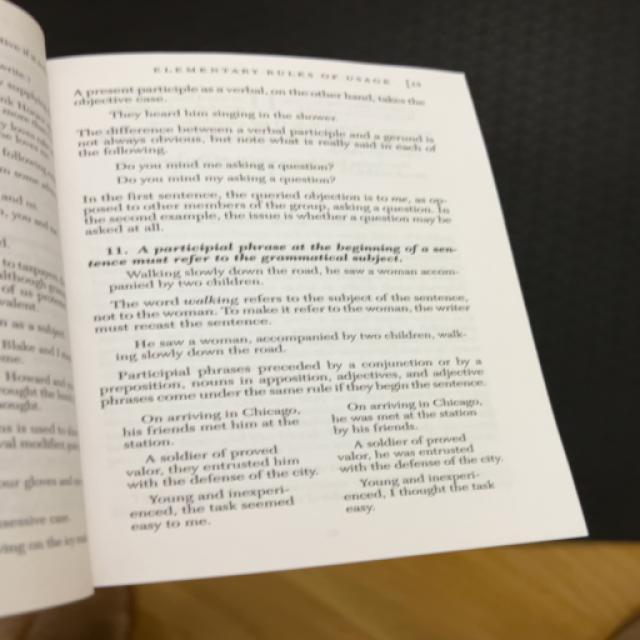 ELEMENTARY RULES OF USAGE
A present participle as a verbal, on the other hand, takes the
objective case.
They heard him singing in the shower.
The difference between a verbal participle and a gerund is
not always obvious, but note what is really said in each of
the following.
Do you mind me asking a question?
Do you mind my asking a question?
In the first sentence, the queried objection is to me, as op-
posed to other members of the group, asking a question. In
the second example, the issue is whether a question may be
asked at all.
11. A participial phrase at the beginning of a sen-
tence must refer to the grammatical subject.
Walking slowly down the road, he saw a woman accom-
panied by two children.
The word walking refers to the subject of the sentence,
not to the woman. To make it refer to the woman, the writer
must recast the sentence.
He saw a woman, accompanied by two children, walk-
ing slowly down the road.
Participial phrases preceded by a conjunction or by a
preposition, nouns in apposition, adjectives, and adjective
phrases come under the same rule if they begin the sentence.
On arriving in Chicago,
his friends met him at the
station.
On arriving in Chicago,
he was met at the station
by his friends.
A soldier of proved
valor, they entrusted him
with the defense of the city.
A soldier of proved
valor, he was entrusted
with the defense of the city.
Young and inexperi-
enced, the task seemed
easy to me.
Young and inexperi-
enced, I thought the task
easy.